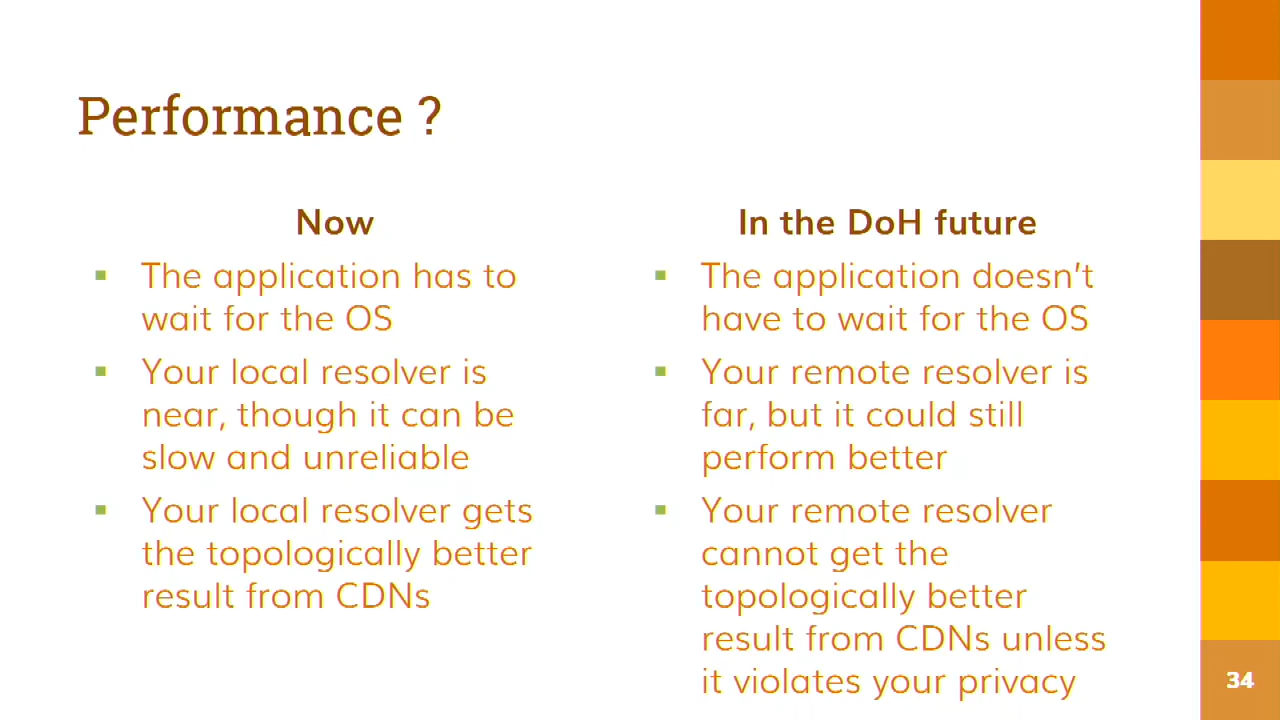 Performance ?
Now
▪ The application has to
wait for the OS
▪ Your local resolver is
near, though it can be
slow and unreliable
▪ Your local resolver gets
the topologically better
result from CDNs
In the DoH future
▪ The application doesn’t
have to wait for the OS
▪ Your remote resolver is
far, but it could still
perform better
▪ Your remote resolver
cannot get the
topologically better
result from CDNs unless
it violates your privacy
34